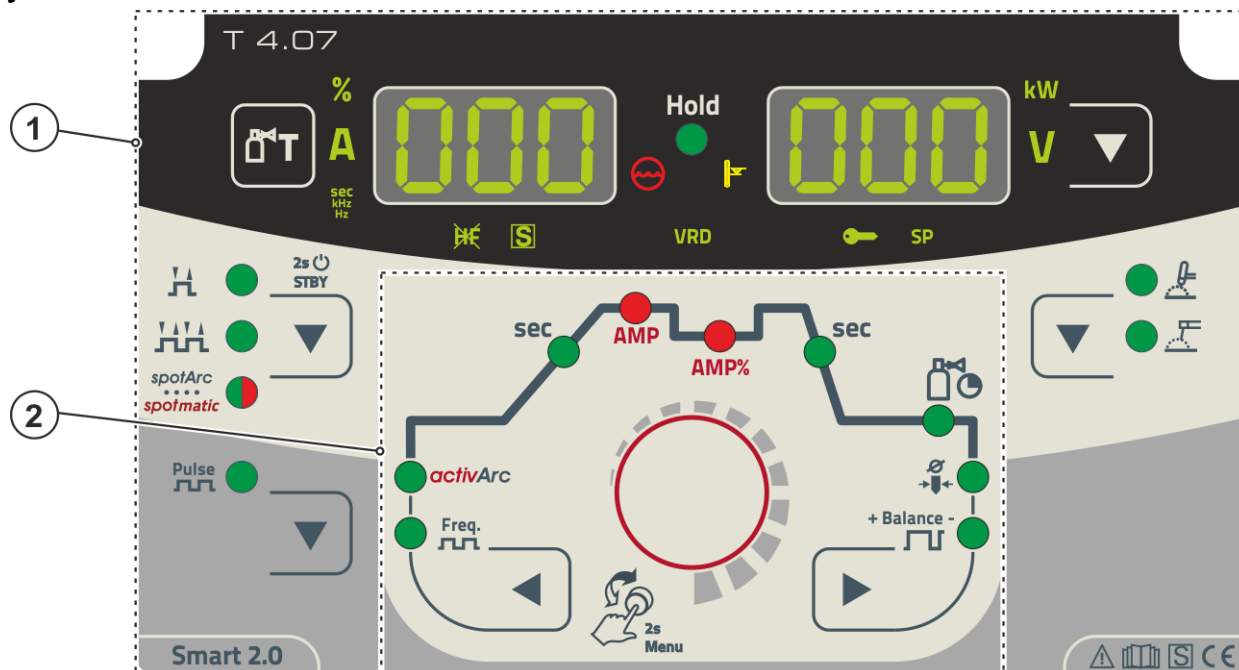 T 4.07
%
A
sec
kHz
Hz
000
Hold
000
kW
V
T
HF
S
VRD
SP
1
2s
STBY
spotArc
spotmatic
Pulse
2
sec
AMP
AMP%
sec
activArc
Freq.
+ Balance -
2s
Menu
Smart 2.0
S CE